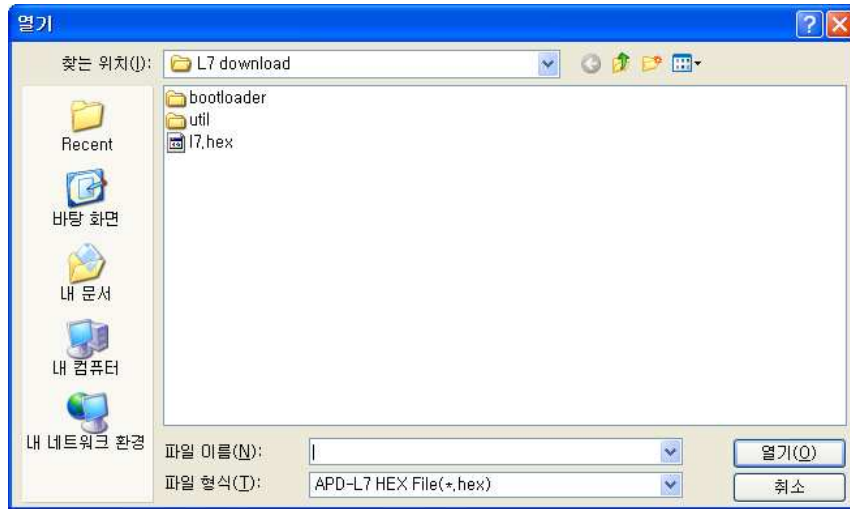 열기
찾는 위치(I):
L7 download
bootloader
util
l7.hex
Recent
바탕 화면
내 문서
내 컴퓨터
내 네트워크 환경
파일 이름(N):
열기(O)
파일 형식(T):
APD-L7 HEX File(*.hex)
취소